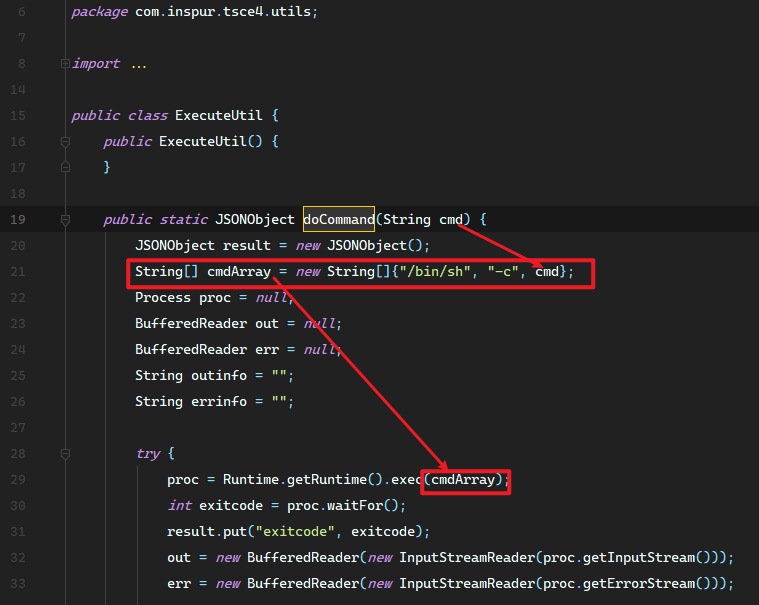 6 package com.inspur.tsce4.utils;
7
8 import ...
14
15 public class ExecuteUtil {
16 public ExecuteUtil() {
17 }
18
19 public static JSONObject doCommand(String cmd) {
20 JSONObject result = new JSONObject();
21 String[] cmdArray = new String[]{"/bin/sh", "-c", cmd};
22 Process proc = null;
23 BufferedReader out = null;
24 BufferedReader err = null;
25 String outinfo = "";
26 String errinfo = "";
27
28 try {
29 proc = Runtime.getRuntime().exec(cmdArray);
30 int exitcode = proc.waitFor();
31 result.put("exitcode", exitcode);
32 out = new BufferedReader(new InputStreamReader(proc.getInputStream()));
33 err = new BufferedReader(new InputStreamReader(proc.getErrorStream()));